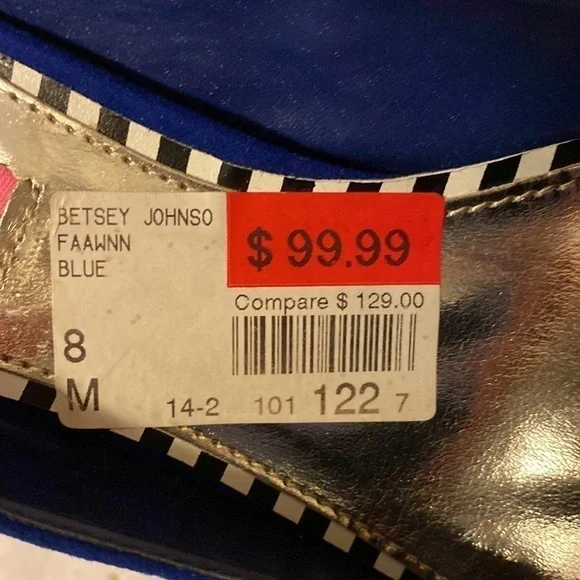 BETSEY JOHNSO
FAAWNN
BLUE
$ 99.99
Compare $ 129.00
8
M
14-2 101 122 7